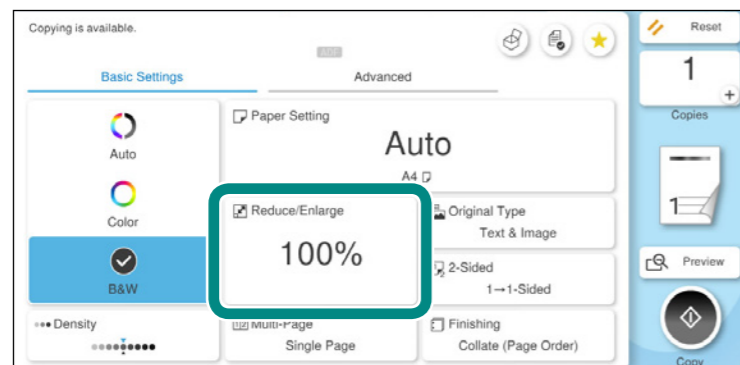 Copying is available.
ADF
Reset
Basic Settings
Advanced
1
+
Copies
Auto
Paper Setting
Auto
A4
Color
Reduce/Enlarge
100%
Original Type
Text & Image
1
B&W
2-Sided
1→1-Sided
Preview
Density
Multi-Page
Single Page
Finishing
Collate (Page Order)
Copy